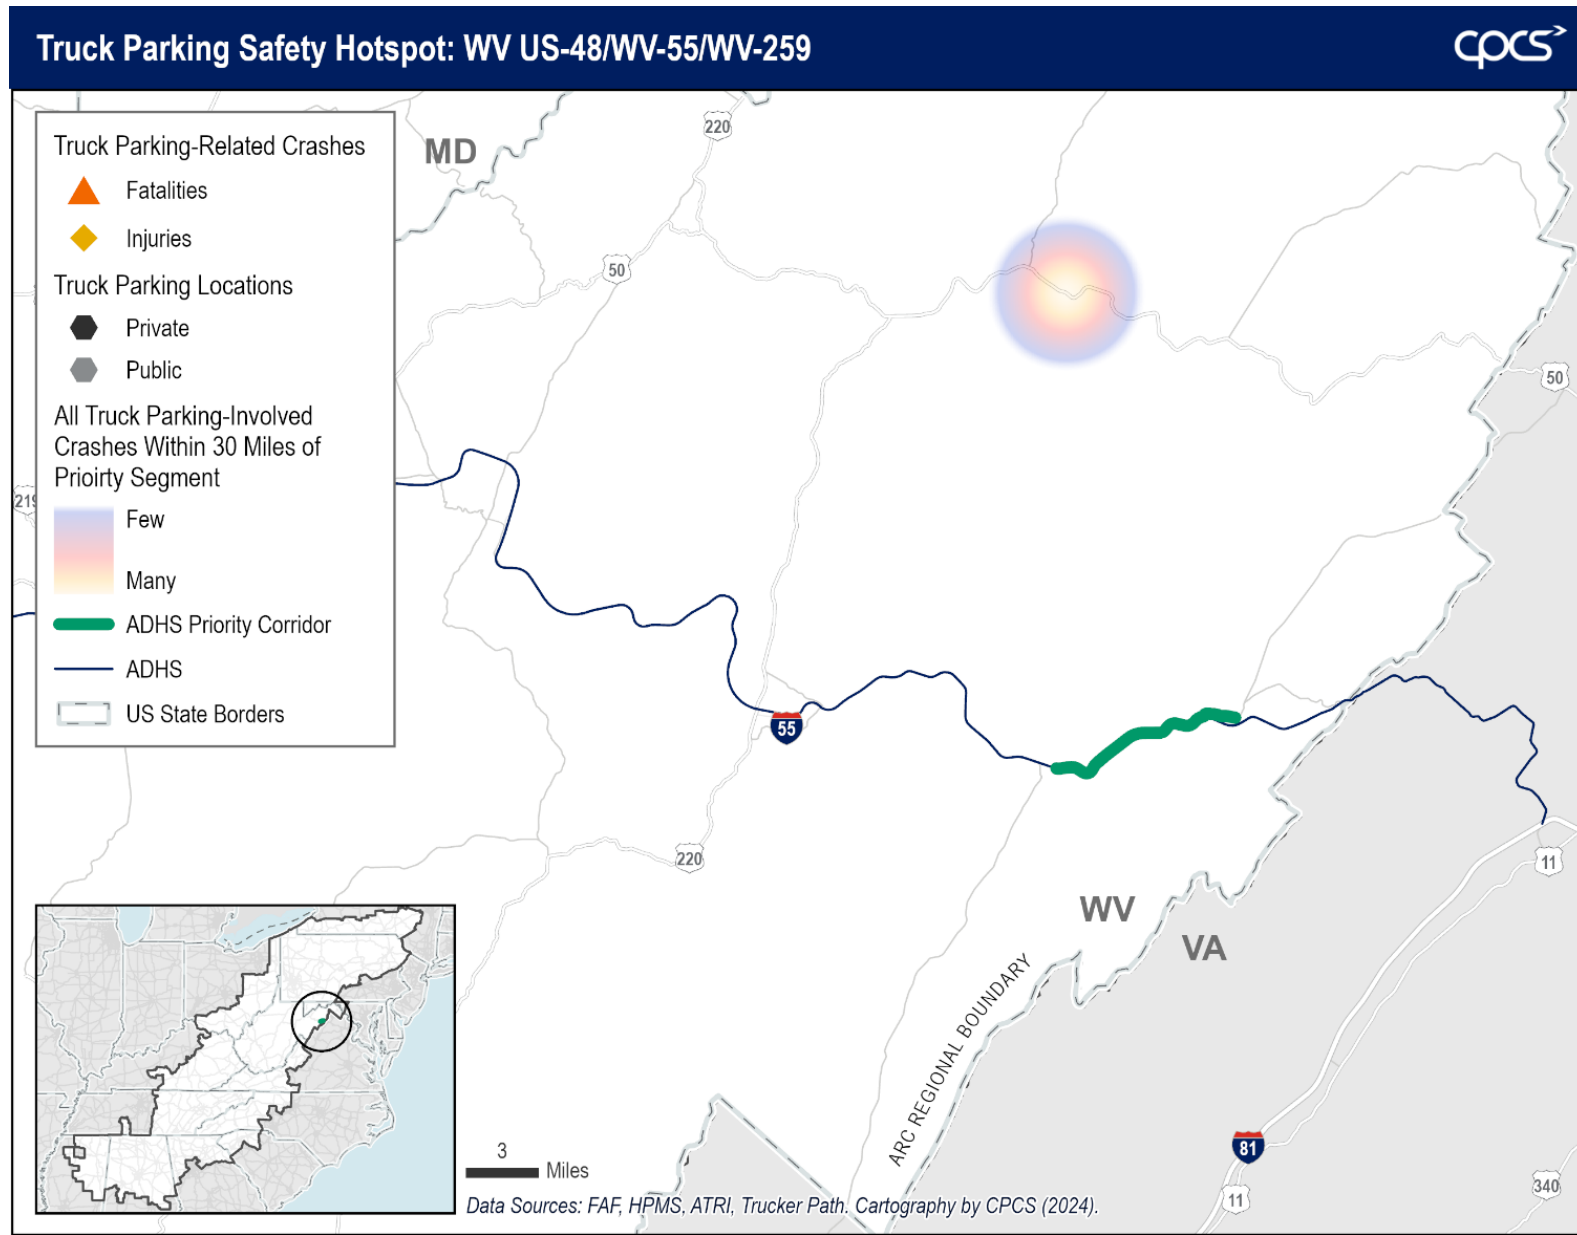 Truck Parking Safety Hotspot: WV US-48/WV-55/WV-259
cpcs
Truck Parking-Related Crashes
Fatalities
Injuries
Truck Parking Locations
Private
Public
All Truck Parking-Involved
Crashes Within 30 Miles of
Prioirty Segment
Few
Many
ADHS Priority Corridor
ADHS
US State Borders
MD
220
50
50
219
55
220
11
WV
VA
ARC REGIONAL BOUNDARY
81
11
340
3
Miles
Data Sources: FAF, HPMS, ATRI, Trucker Path. Cartography by CPCS (2024).